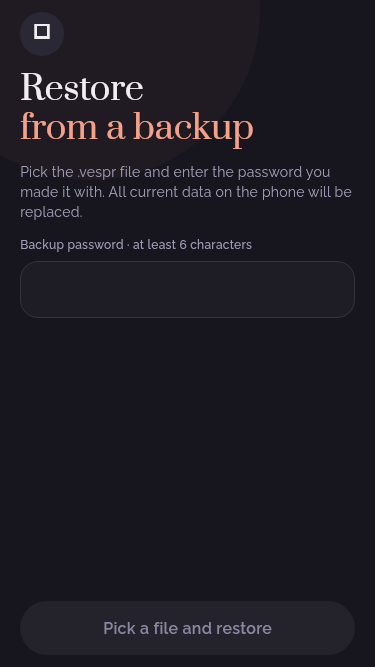 Restore
from a backup
Pick the .vespr file and enter the password you
made it with. All current data on the phone will be
replaced.
Backup password · at least 6 characters
Pick a file and restore